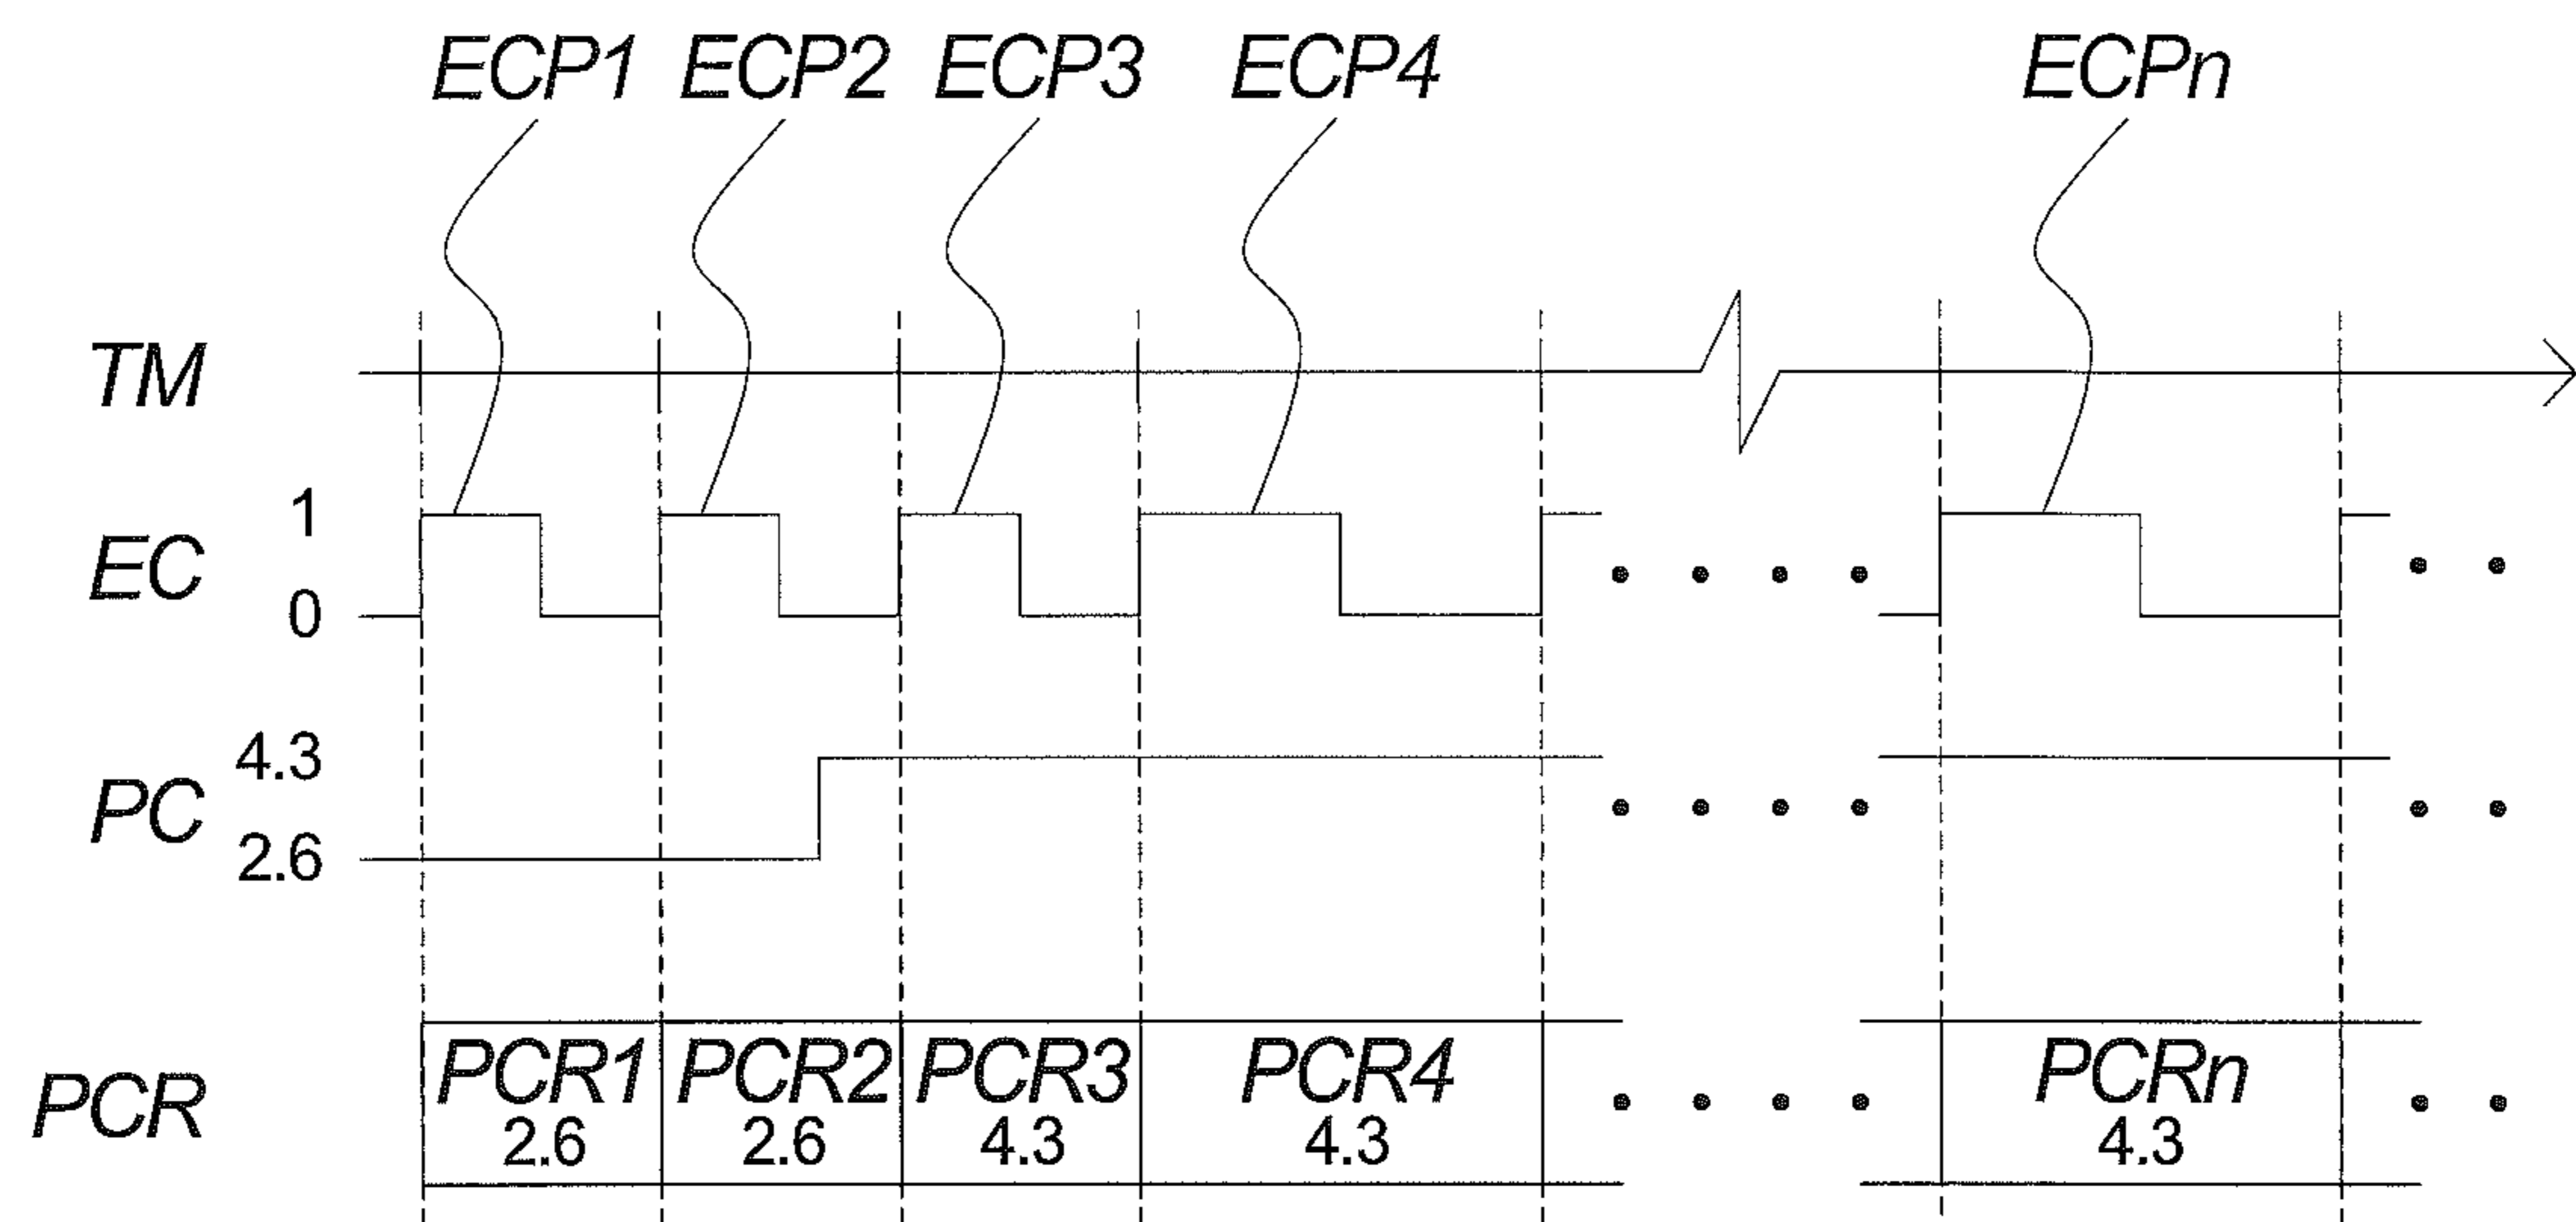 ECP1 ECP2 ECP3 ECP4 ECPn
TM
1
EC
0
4.3
PC
2.6
PCR1 PCR2 PCR3 PCR4 PCRn
PCR
2.6 2.6 4.3 4.3 4.3